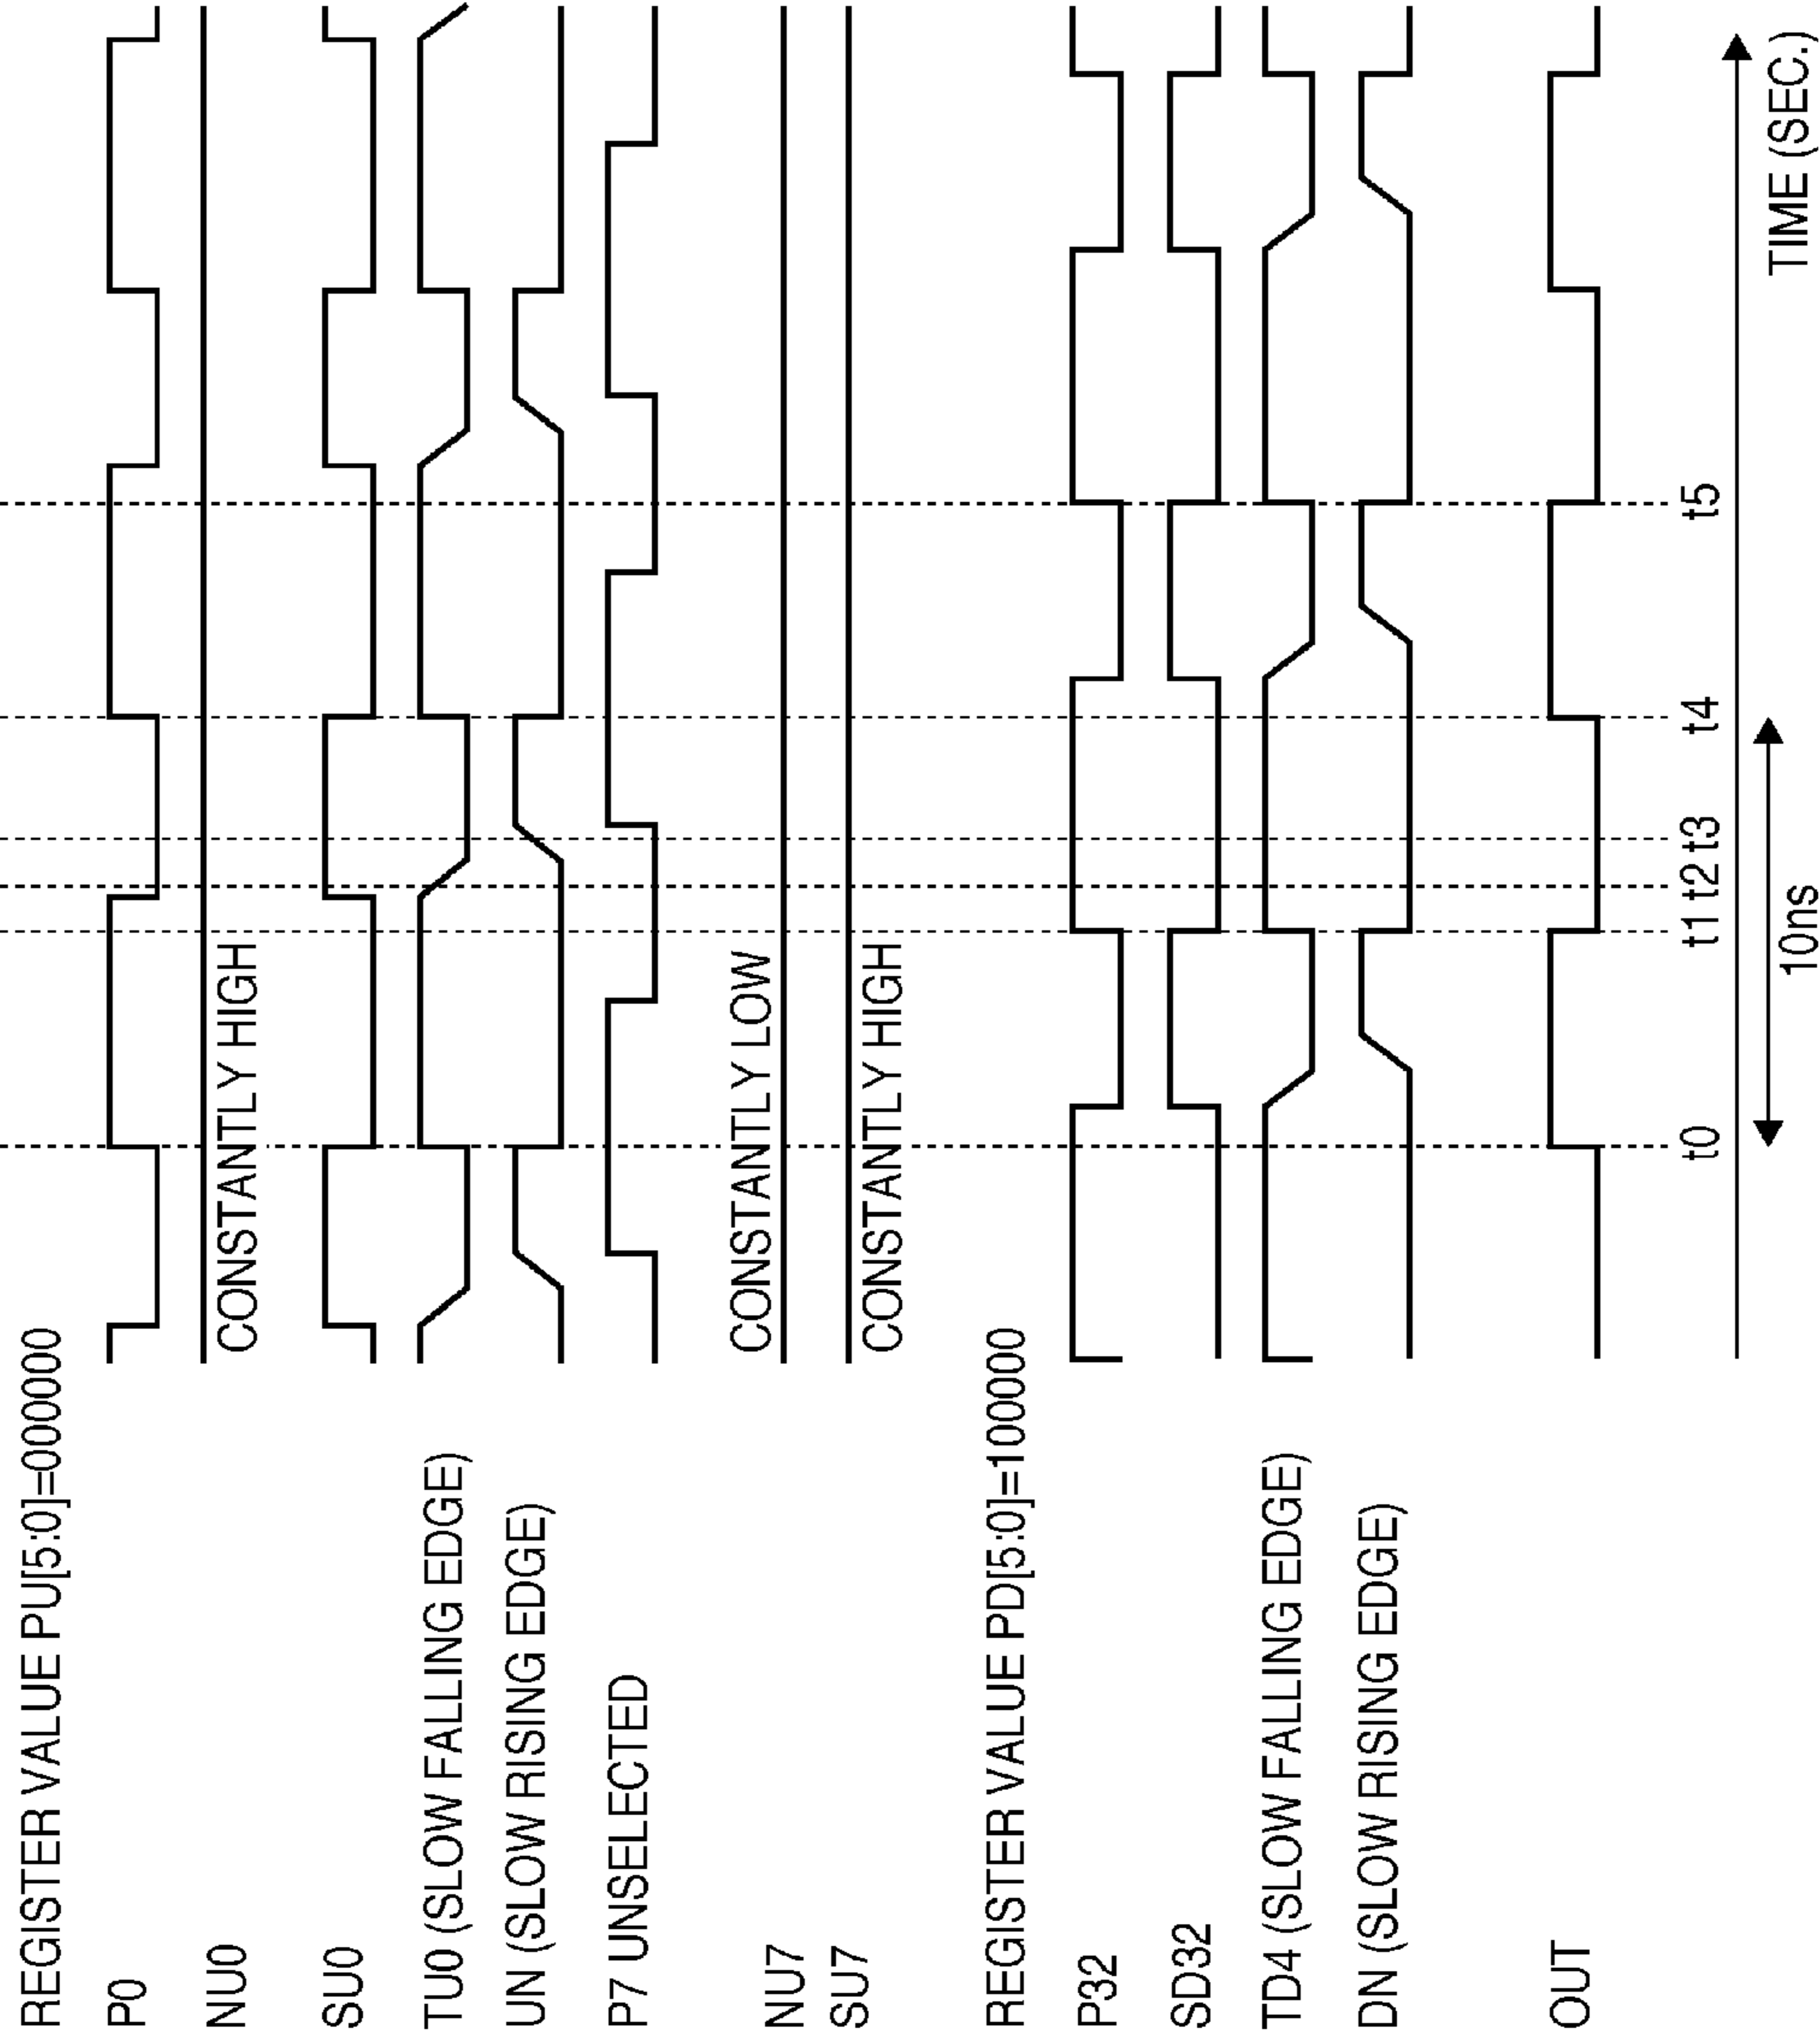 REGISTER VALUE PU[5:0]=000000
P0
NU0
CONSTANTLY HIGH
SU0
TU0 (SLOW FALLING EDGE)
UN (SLOW RISING EDGE)
P7 UNSELECTED
CONSTANTLY LOW
NU7
SU7
CONSTANTLY HIGH
REGISTER VALUE PD[5:0]=100000
P32
SD32
TD4 (SLOW FALLING EDGE)
DN (SLOW RISING EDGE)
OUT
t0 t1 t2 t3 t4 t5
10ns
TIME (SEC.)